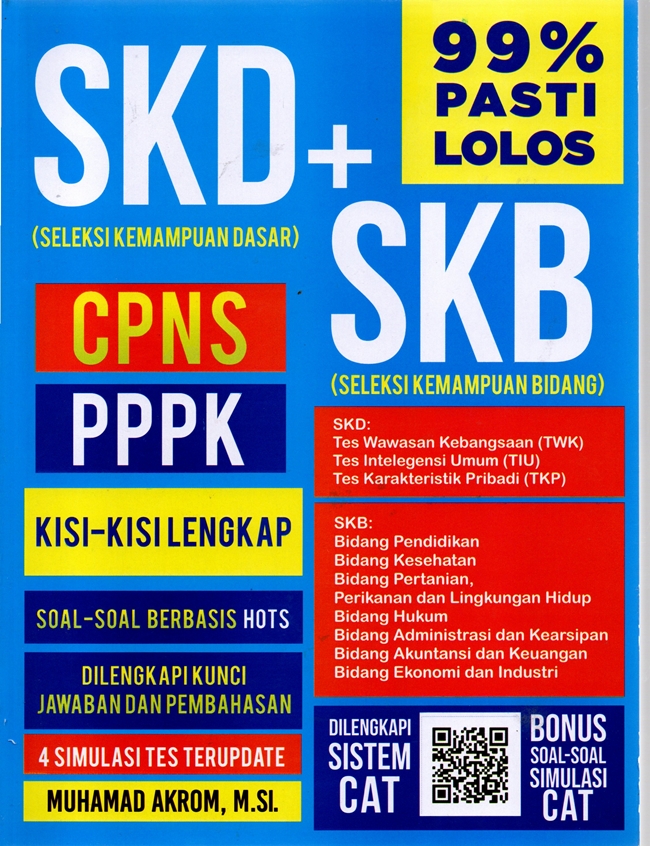 SKD+
(SELEKSI KEMAMPUAN DASAR)
99%
PASTI
LOLOS
SKB
(SELEKSI KEMAMPUAN BIDANG)
CPNS
PPPK
KISI-KISI LENGKAP
SOAL-SOAL BERBASIS HOTS
DILENGKAPI KUNCI
JAWABAN DAN PEMBAHASAN
4 SIMULASI TES TERUPDATE
MUHAMAD AKROM, M.SI.
SKD:
Tes Wawasan Kebangsaan (TWK)
Tes Intelegensi Umum (TIU)
Tes Karakteristik Pribadi (TKP)
SKB:
Bidang Pendidikan
Bidang Kesehatan
Bidang Pertanian,
Perikanan dan Lingkungan Hidup
Bidang Hukum
Bidang Administrasi dan Kearsipan
Bidang Akuntansi dan Keuangan
Bidang Ekonomi dan Industri
DILENGKAPI
SISTEM
CAT
BONUS
SOAL-SOAL
SIMULASI
CAT